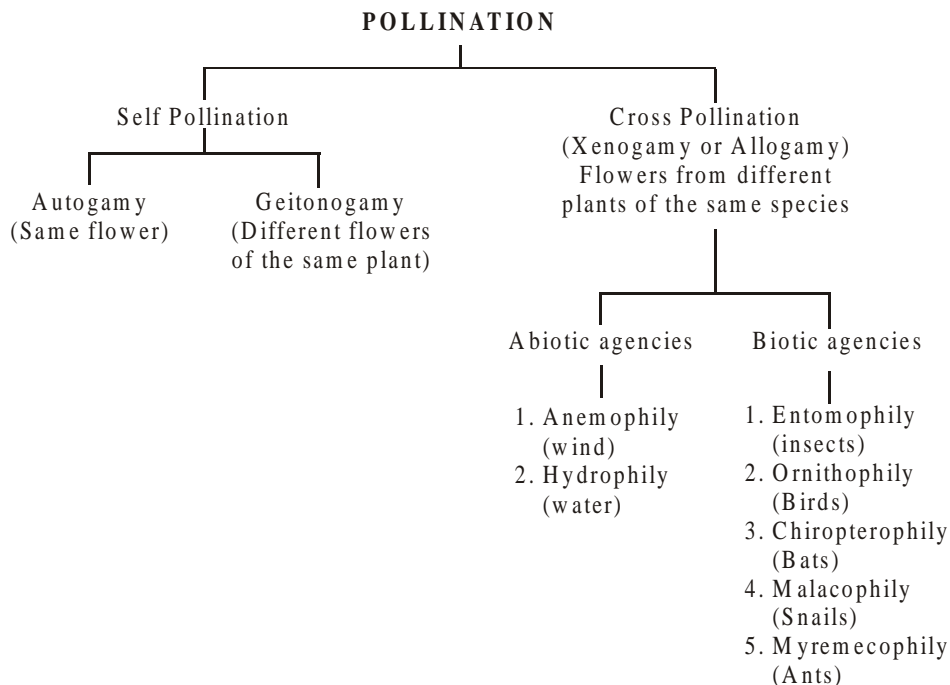 POLLINATION
Self Pollination
Autogamy
(Same flower)
Geitonogamy
(Different flowers
of the same plant)
Cross Pollination
(Xenogamy or Allogamy)
Flowers from different
plants of the same species
Abiotic agencies
1. Anemophily
(wind)
2. Hydrophily
(water)
Biotic agencies
1. Entomophily
(insects)
2. Ornithophily
(Birds)
3. Chiropterophily
(Bats)
4. Malacophily
(Snails)
5. Myremecophily
(Ants)